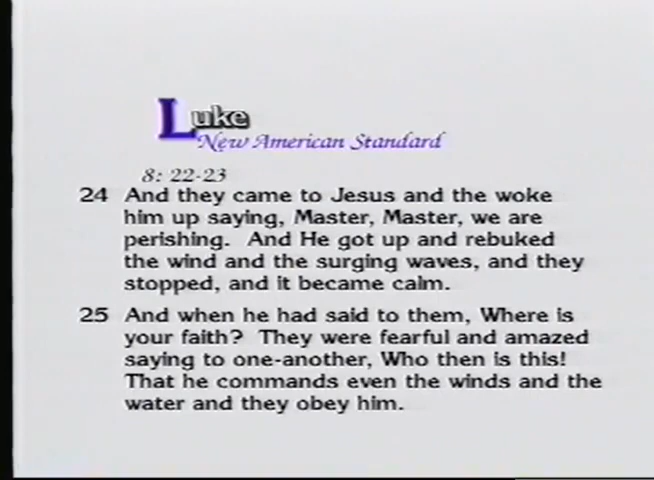 Luke
New American Standard
8: 22-23
24 And they came to Jesus and the woke
him up saying, Master, Master, we are
perishing. And He got up and rebuked
the wind and the surging waves, and they
stopped, and it became calm.
25 And when he had said to them, Where is
your faith? They were fearful and amazed
saying to one-another, Who then is this!
That he commands even the winds and the
water and they obey him.